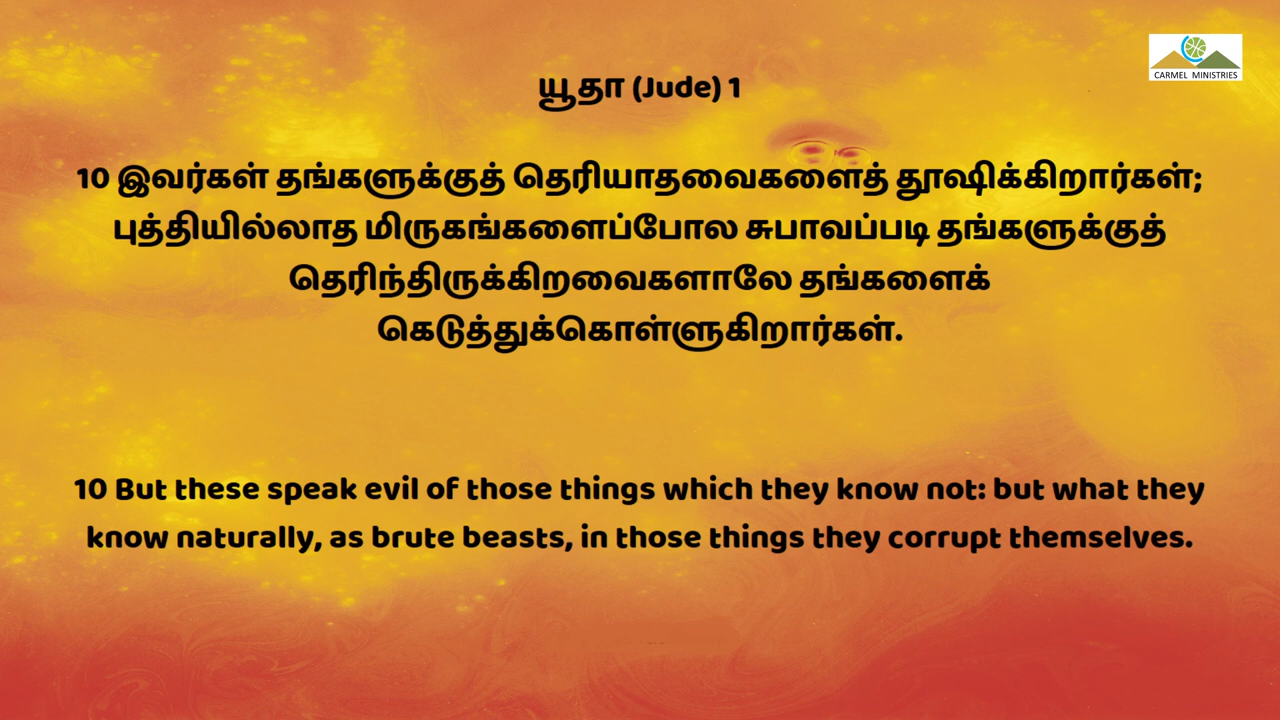 CARMEL MINISTRIES
யூதா (Jude) 1
10 இவர்கள் தங்களுக்குத் தெரியாதவைகளைத் தூஷிக்கிறார்கள்;
புத்தியில்லாத மிருகங்களைப்போல சுபாவப்படி தங்களுக்குத்
தெரிந்திருக்கிறவைகளாலே தங்களைக்
கெடுத்துக்கொள்ளுகிறார்கள்.
10 But these speak evil of those things which they know not: but what they
know naturally, as brute beasts, in those things they corrupt themselves.